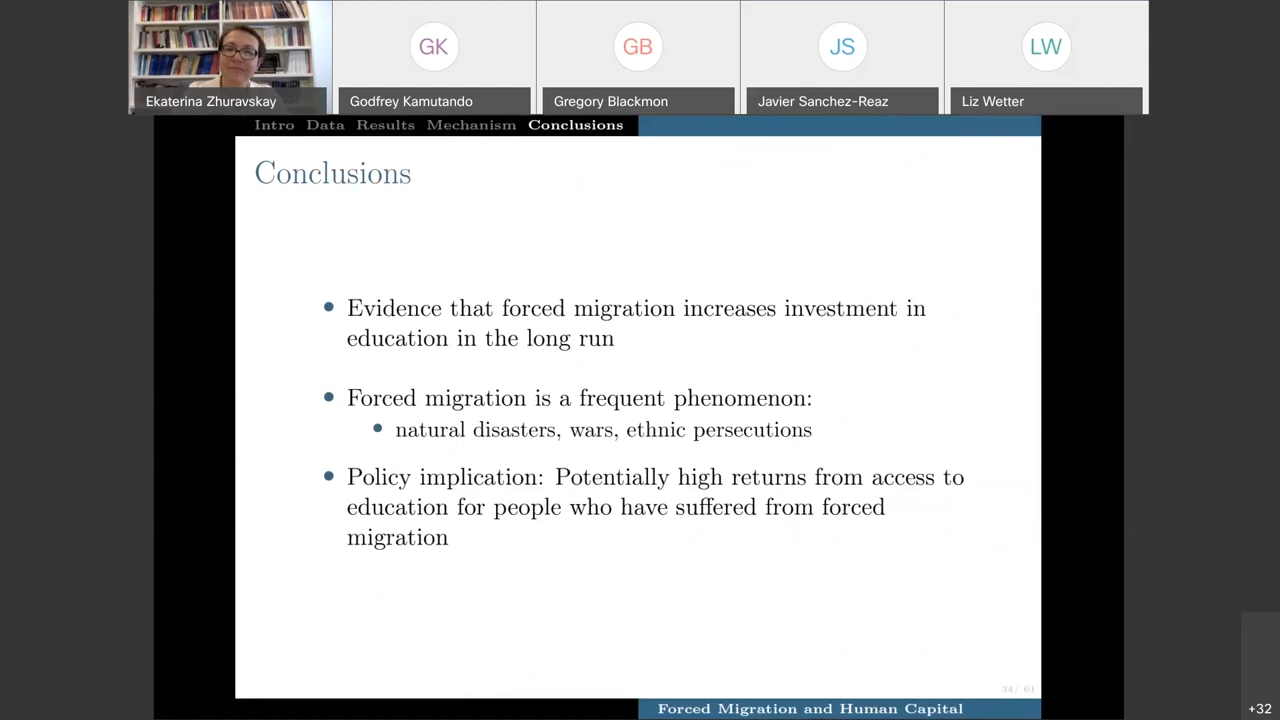 GK
GB
JS
LW
Ekaterina Zhuravskay
Godfrey Kamutando
Gregory Blackmon
Javier Sanchez-Reaz
Liz Wetter
Intro Data Results Mechanism Conclusions
Conclusions
Evidence that forced migration increases investment in
education in the long run
Forced migration is a frequent phenomenon:
natural disasters, wars, ethnic persecutions
Policy implication: Potentially high returns from access to
education for people who have suffered from forced
migration
34/ 61
Forced Migration and Human Capital
+32